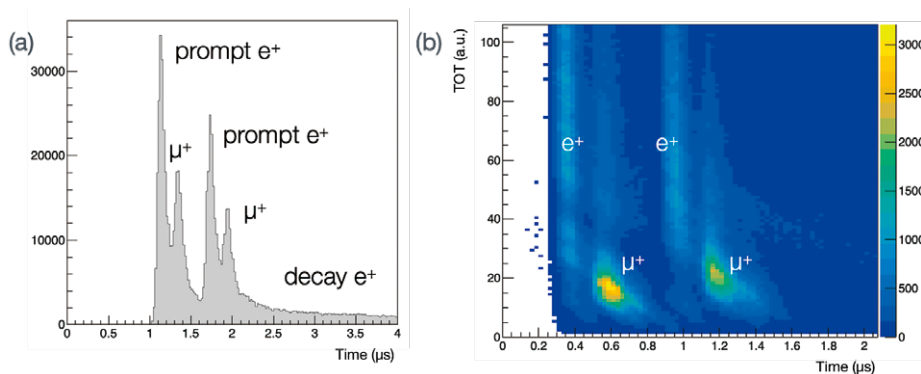 (a)
prompt e⁺
μ⁺
prompt e⁺
μ⁺
decay e⁺
30000
20000
10000
0
0 0.5 1 1.5 2 2.5 3 3.5 4
Time (μs)
(b)
TOT (a.u.)
100
80
60
40
20
0
e⁺
e⁺
μ⁺
μ⁺
0 0.2 0.4 0.6 0.8 1 1.2 1.4 1.6 1.8 2
Time (μs)
3000
2500
2000
1500
1000
500
0